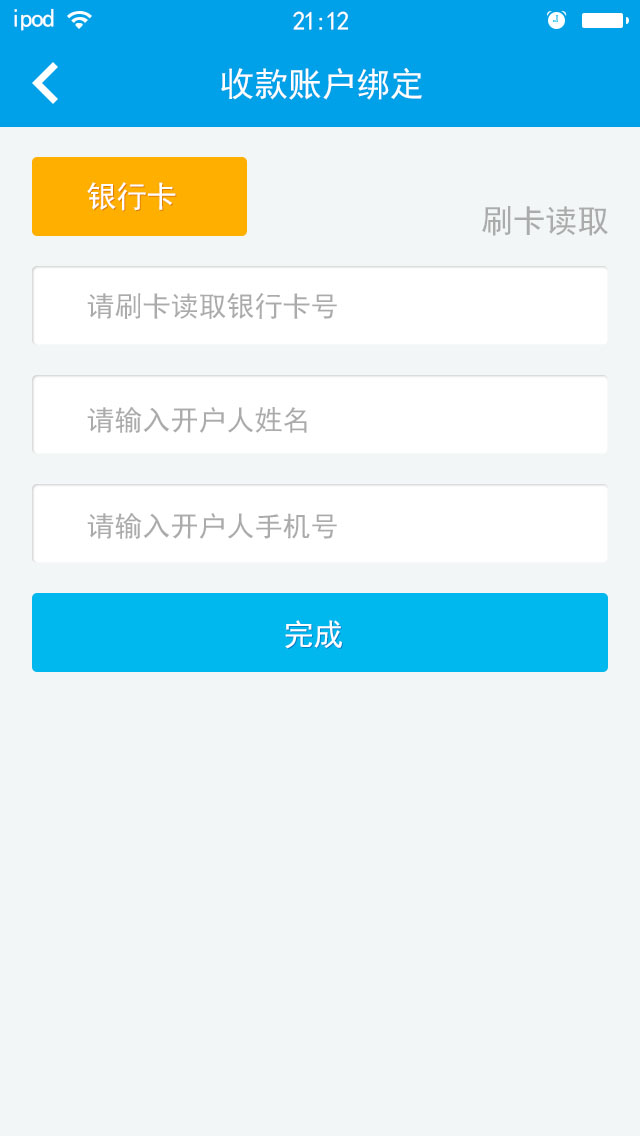 ipod 21:12
收款账户绑定
银行卡
刷卡读取
请刷卡读取银行卡号
请输入开户人姓名
请输入开户人手机号
完成